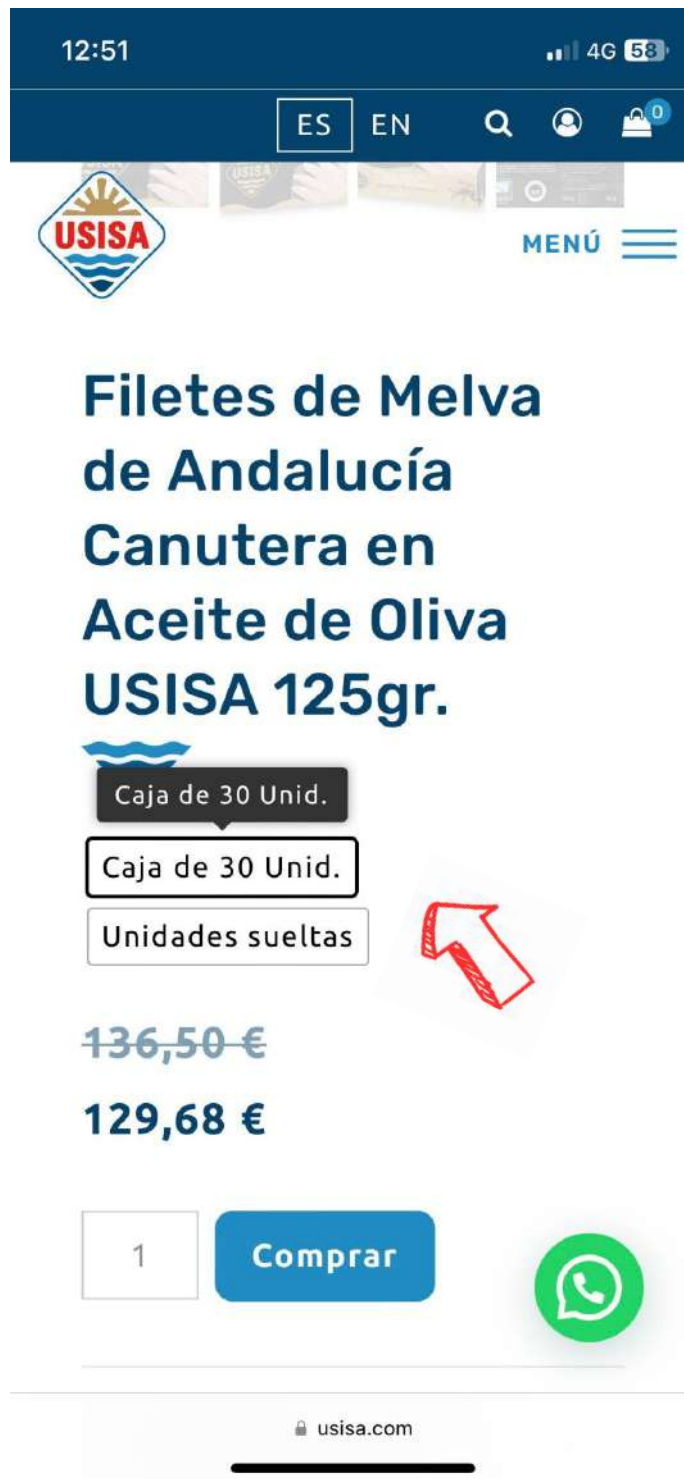 12:51
4G 58
ES EN
0
USISA
USISA
MENÚ
Filetes de Melva
de Andalucía
Canutera en
Aceite de Oliva
USISA 125gr.
Caja de 30 Unid.
Caja de 30 Unid.
Unidades sueltas
136,50 €
129,68 €
1
Comprar
usisa.com